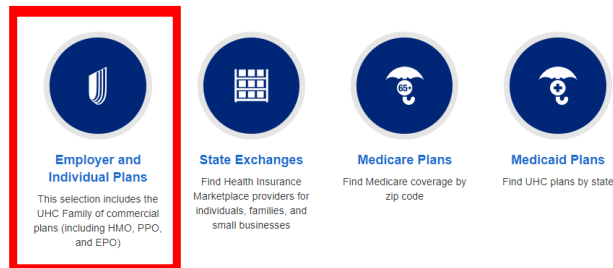 Employer and
Individual Plans
This selection includes the
UHC Family of commercial
plans (including HMO, PPO,
and EPO)
State Exchanges
Find Health Insurance
Marketplace providers for
individuals, families, and
small businesses
65+
Medicare Plans
Find Medicare coverage by
zip code
Medicaid Plans
Find UHC plans by state